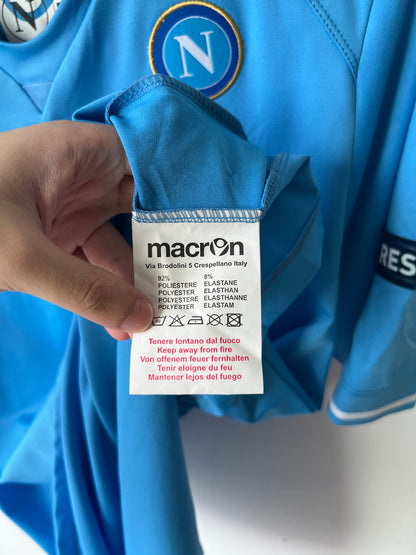 N
N
macron
Via Brodolini 5 Crespellano Italy
92% 8%
POLIESTERE ELASTANE
POLYESTER ELASTHAN
POLYESTERE ELASTHANNE
POLYESTER ELASTAM
Tenere lontano dal fuoco
Keep away from fire
Von offenem feuer fernhalten
Tenir eloigne du feu
Mantener lejos del fuego
RES